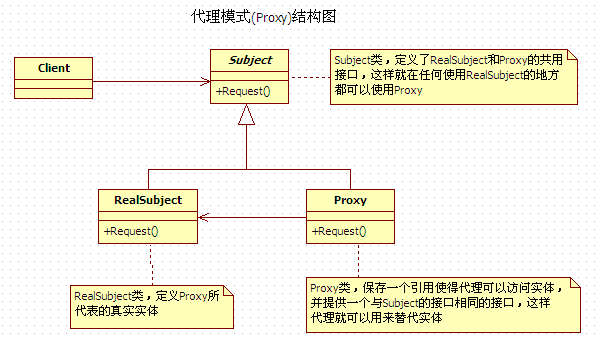 代理模式(Proxy)结构图
Client
Subject
+Request()
Subject类，定义了RealSubject和Proxy的共用
接口，这样就在任何使用RealSubject的地方
都可以使用Proxy
RealSubject
+Request()
Proxy
+Request()
RealSubject类，定义Proxy所
代表的真实实体
Proxy类，保存一个引用使得代理可以访问实体，
并提供一个与Subject的接口相同的接口，这样
代理就可以用来替代实体